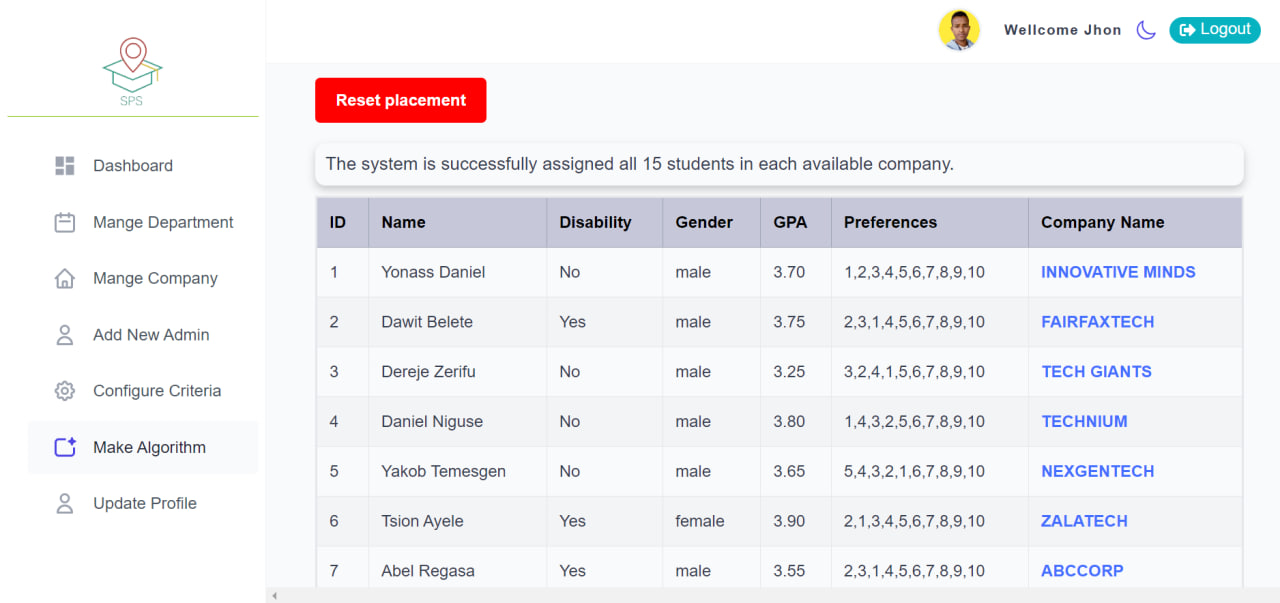 SPS
Wellcome Jhon
Logout
Dashboard
Mange Department
Mange Company
Add New Admin
Configure Criteria
Make Algorithm
Update Profile
Reset placement
The system is successfully assigned all 15 students in each available company.
ID Name Disability Gender GPA Preferences Company Name
1 Yonass Daniel No male 3.70 1,2,3,4,5,6,7,8,9,10 INNOVATIVE MINDS
2 Dawit Belete Yes male 3.75 2,3,1,4,5,6,7,8,9,10 FAIRFAXTECH
3 Dereje Zerifu No male 3.25 3,2,4,1,5,6,7,8,9,10 TECH GIANTS
4 Daniel Niguse No male 3.80 1,4,3,2,5,6,7,8,9,10 TECHNIUM
5 Yakob Temesgen No male 3.65 5,4,3,2,1,6,7,8,9,10 NEXGENTECH
6 Tsion Ayele Yes female 3.90 2,1,3,4,5,6,7,8,9,10 ZALATECH
7 Abel Regasa Yes male 3.55 2,3,1,4,5,6,7,8,9,10 ABCCORP